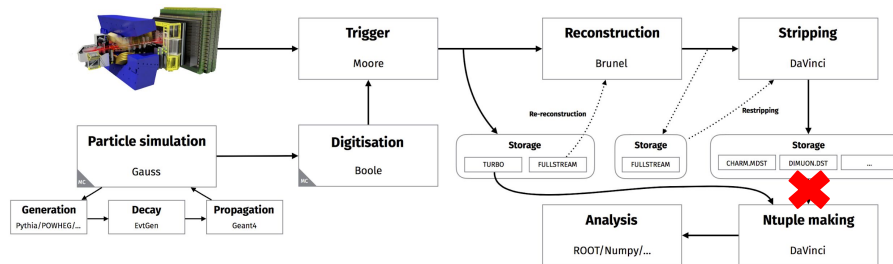 Trigger
Moore
Reconstruction
Brunel
Stripping
DaVinci
Re-reconstruction
Restripping
Particle simulation
Gauss
MC
Digitisation
Boole
MC
Storage
TURBO
FULLSTREAM
Storage
FULLSTREAM
Storage
CHARM.MDST
DIMUON.DST
...
Generation
Pythia/POWHEG/...
Decay
EvtGen
Propagation
Geant4
Analysis
ROOT/Numpy/...
Ntuple making
DaVinci